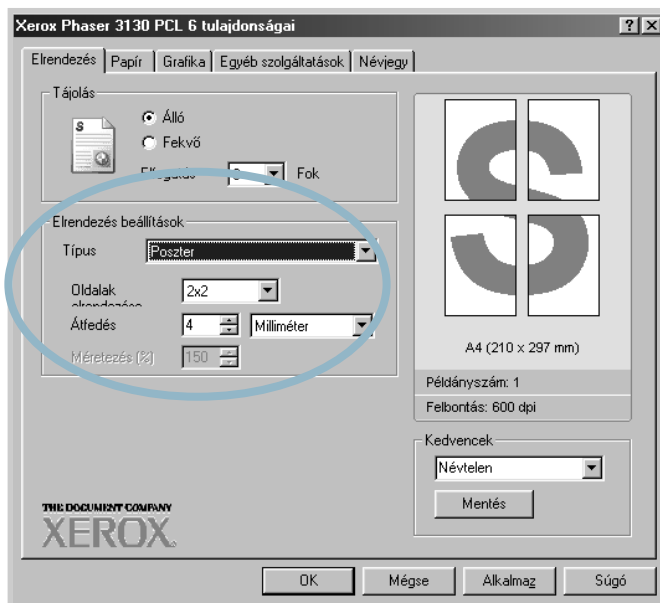 Xerox Phaser 3130 PCL 6 tulajdonságai
Elrendezés Papír Grafika Egyéb szolgáltatások Névjegy
Tájolás
S
Álló
Fekvő
Fok
Elrendezés beállítások
Típus Poszter
Oldalak 2x2
Átfedés 4 Milliméter
Méretezés (%) 150
A4 (210 x 297 mm)
Példányszám: 1
Felbontás: 600 dpi
Kedvencek
Névtelen
Mentés
THE DOCUMENT COMPANY
XEROX
OK Mégse Alkalmaz Súgó